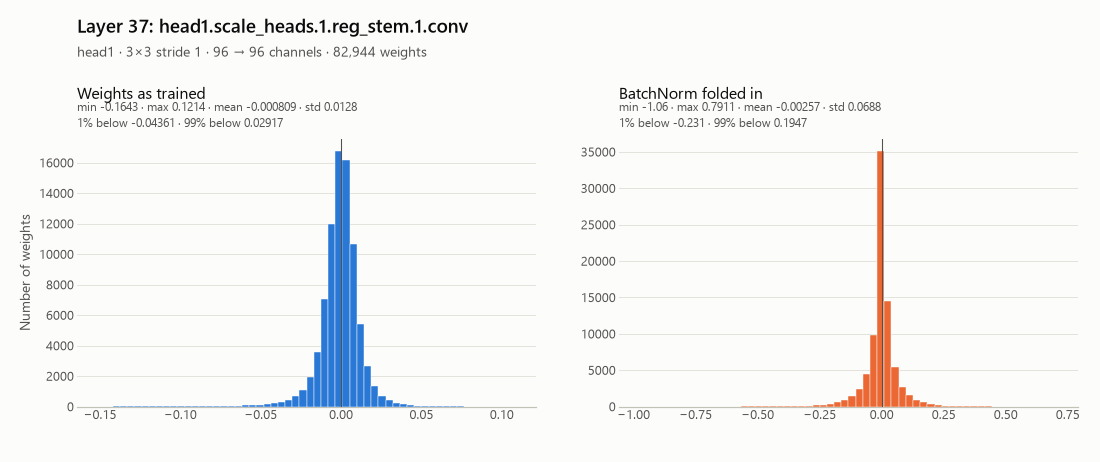 Layer 37: head1.scale_heads.1.reg_stem.1.conv
head1 · 3×3 stride 1 · 96 → 96 channels · 82,944 weights
Weights as trained
min -0.1643 · max 0.1214 · mean -0.000809 · std 0.0128
1% below -0.04361 · 99% below 0.02917
Number of weights
16000
14000
12000
10000
8000
6000
4000
2000
0
−0.15 −0.10 −0.05 0.00 0.05 0.10
BatchNorm folded in
min -1.06 · max 0.7911 · mean -0.00257 · std 0.0688
1% below -0.231 · 99% below 0.1947
35000
30000
25000
20000
15000
10000
5000
0
−1.00 −0.75 −0.50 −0.25 0.00 0.25 0.50 0.75